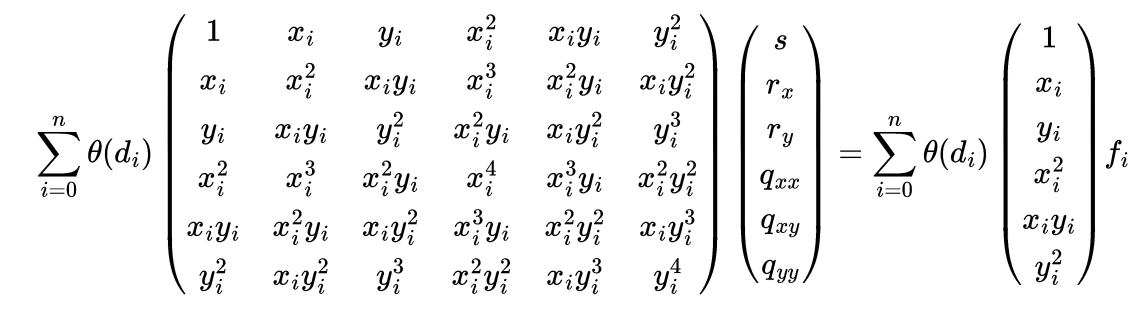 \sum_{i=0}^{n} \theta(d_i) \begin{pmatrix} 1 & x_i & y_i & x_i^2 & x_i y_i & y_i^2 \\ x_i & x_i^2 & x_i y_i & x_i^3 & x_i^2 y_i & x_i y_i^2 \\ y_i & x_i y_i & y_i^2 & x_i^2 y_i & x_i y_i^2 & y_i^3 \\ x_i^2 & x_i^3 & x_i^2 y_i & x_i^4 & x_i^3 y_i & x_i^2 y_i^2 \\ x_i y_i & x_i^2 y_i & x_i y_i^2 & x_i^3 y_i & x_i^2 y_i^2 & x_i y_i^3 \\ y_i^2 & x_i y_i^2 & y_i^3 & x_i^2 y_i^2 & x_i y_i^3 & y_i^4 \end{pmatrix} \begin{pmatrix} s \\ r_x \\ r_y \\ q_{xx} \\ q_{xy} \\ q_{yy} \end{pmatrix} = \sum_{i=0}^{n} \theta(d_i) \begin{pmatrix} 1 \\ x_i \\ y_i \\ x_i^2 \\ x_i y_i \\ y_i^2 \end{pmatrix} f_i